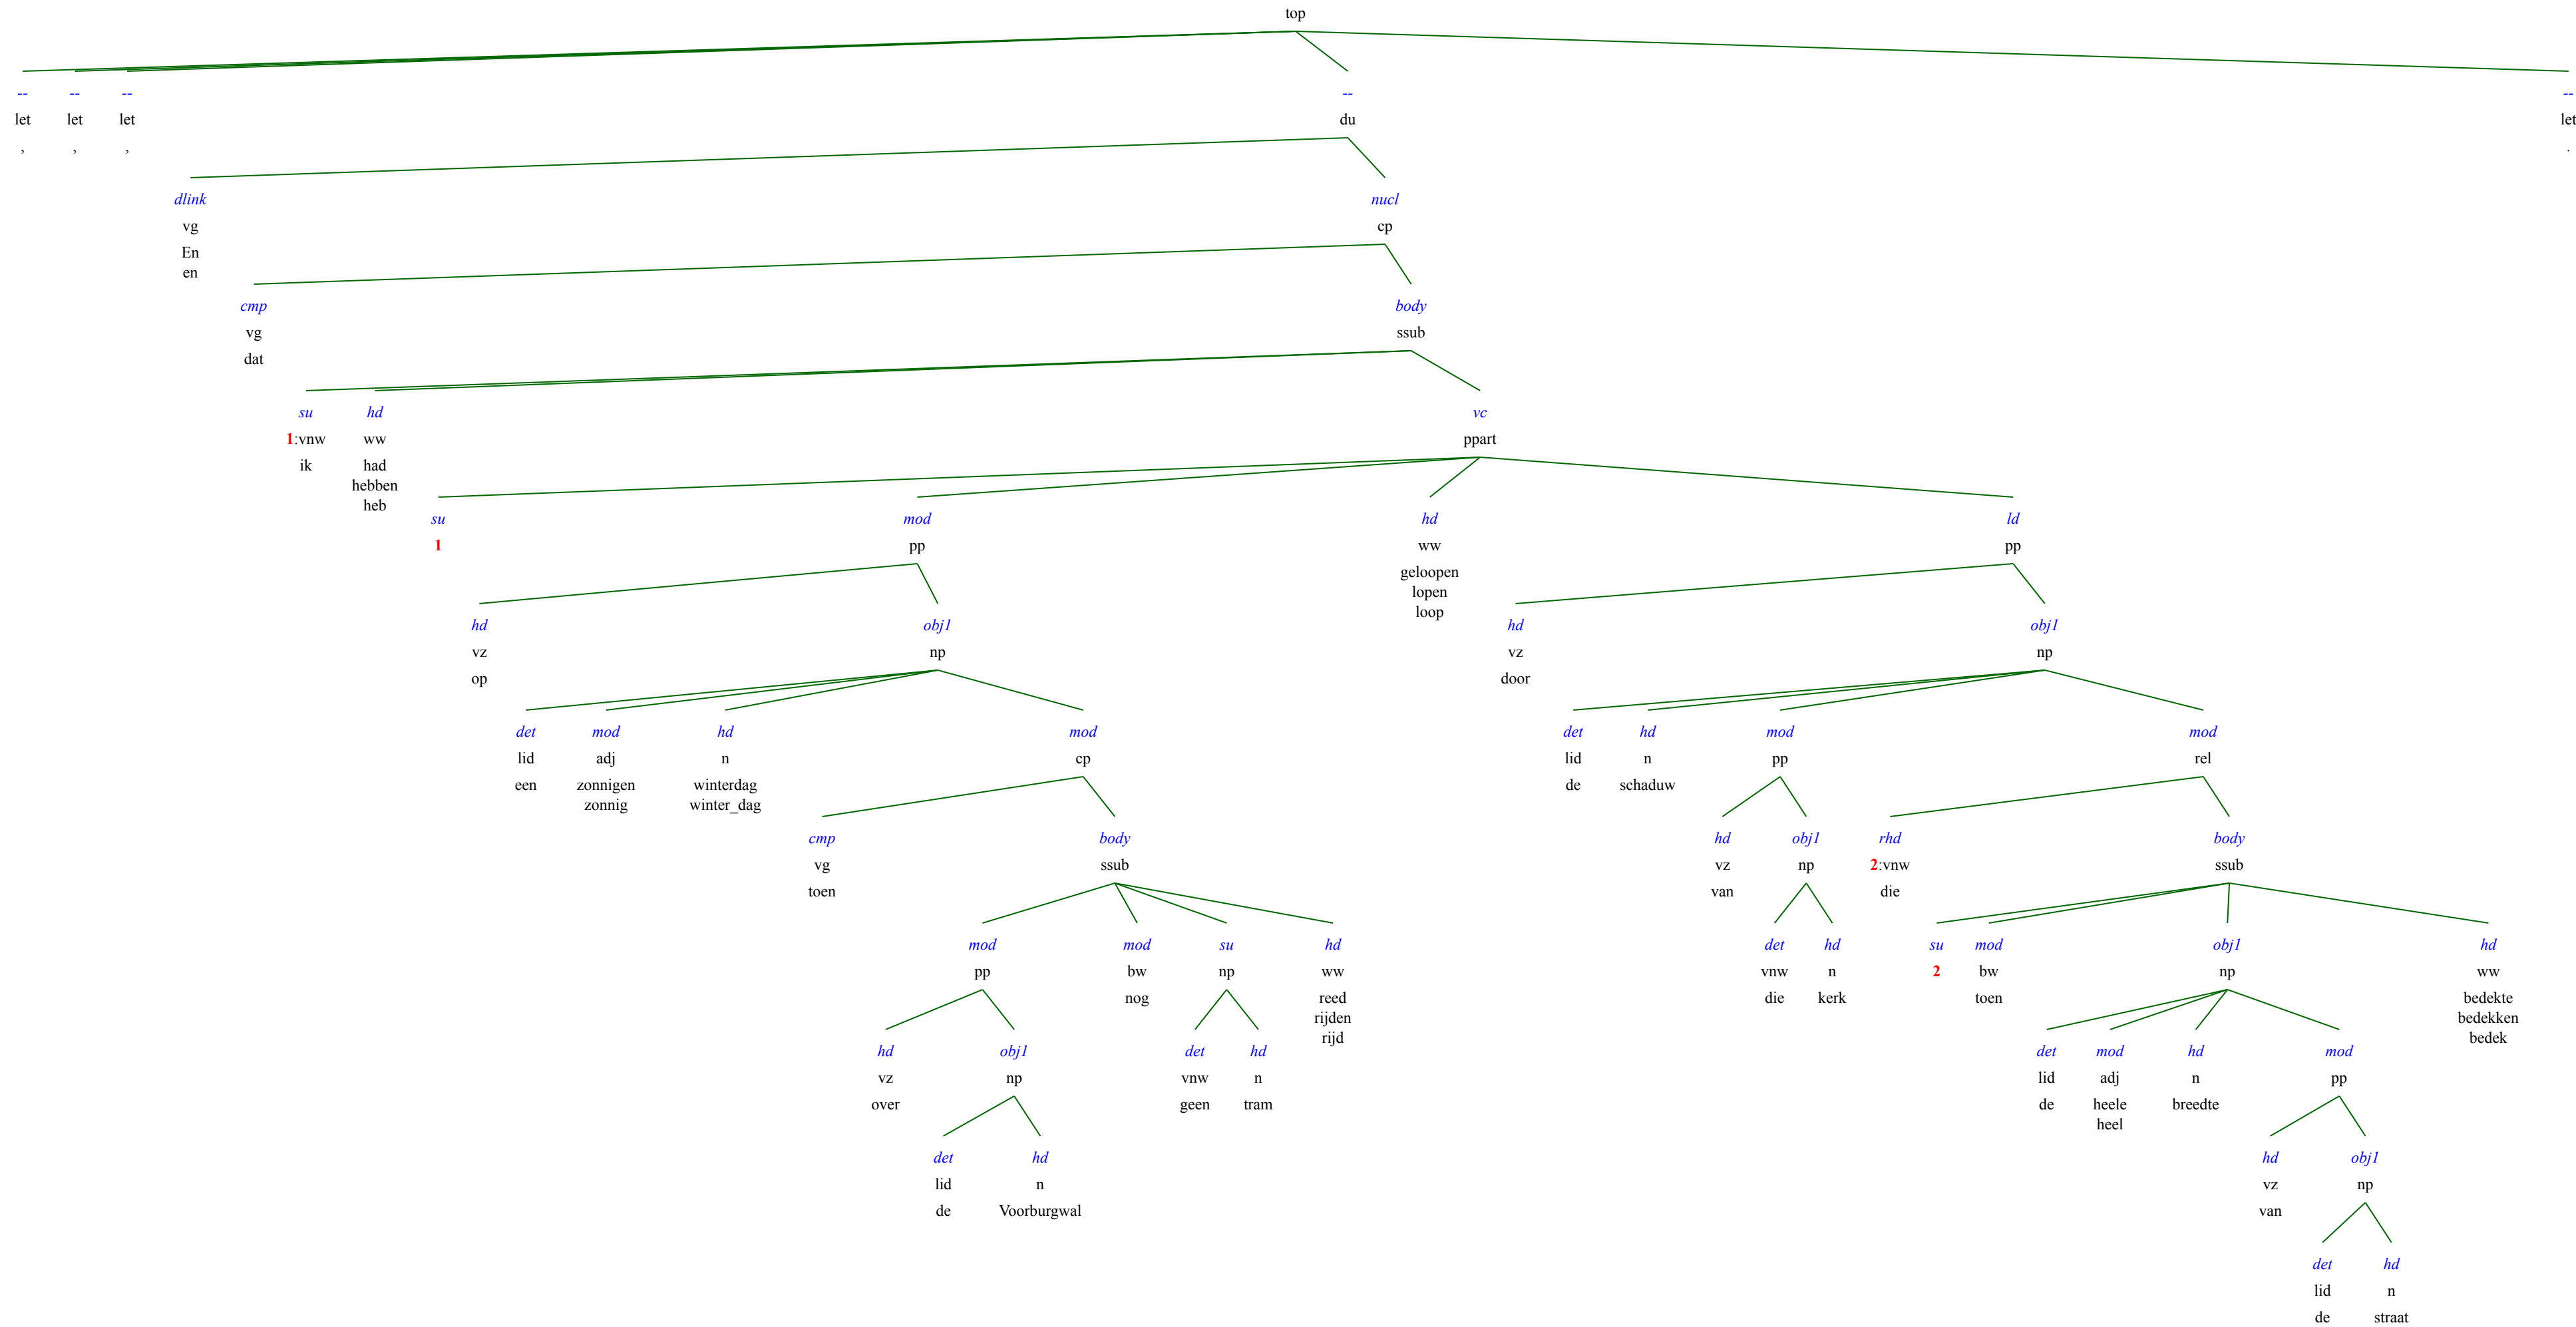 top
-- -- -- -- --
let let let du let
, , , .
dlink nucl
vg cp
En
en
cmp body
vg ssub
dat
su hd vc
1:vnw ww ppart
ik had
hebben
heb
su mod hd ld
1 pp ww pp
geloopen
lopen
loop
hd obj1 hd obj1
vz np vz np
op door
det mod hd mod det hd mod mod
lid adj n cp lid n pp rel
een zonnigen winterdag de schaduw
zonnig winter_dag
cmp body hd obj1 rhd body
vg ssub vz np 2:vnw ssub
toen van die
mod mod su hd det hd su mod obj1 hd
pp bw np ww vnw n 2 bw np ww
nog reed die kerk toen bedekte
rijden bedekken
rijd bedek
hd obj1 det hd det mod hd mod
vz np vnw n lid adj n pp
over geen tram de heele breedte
heel
det hd hd obj1
lid n vz np
de Voorburgwal van
det hd
lid n
de straat